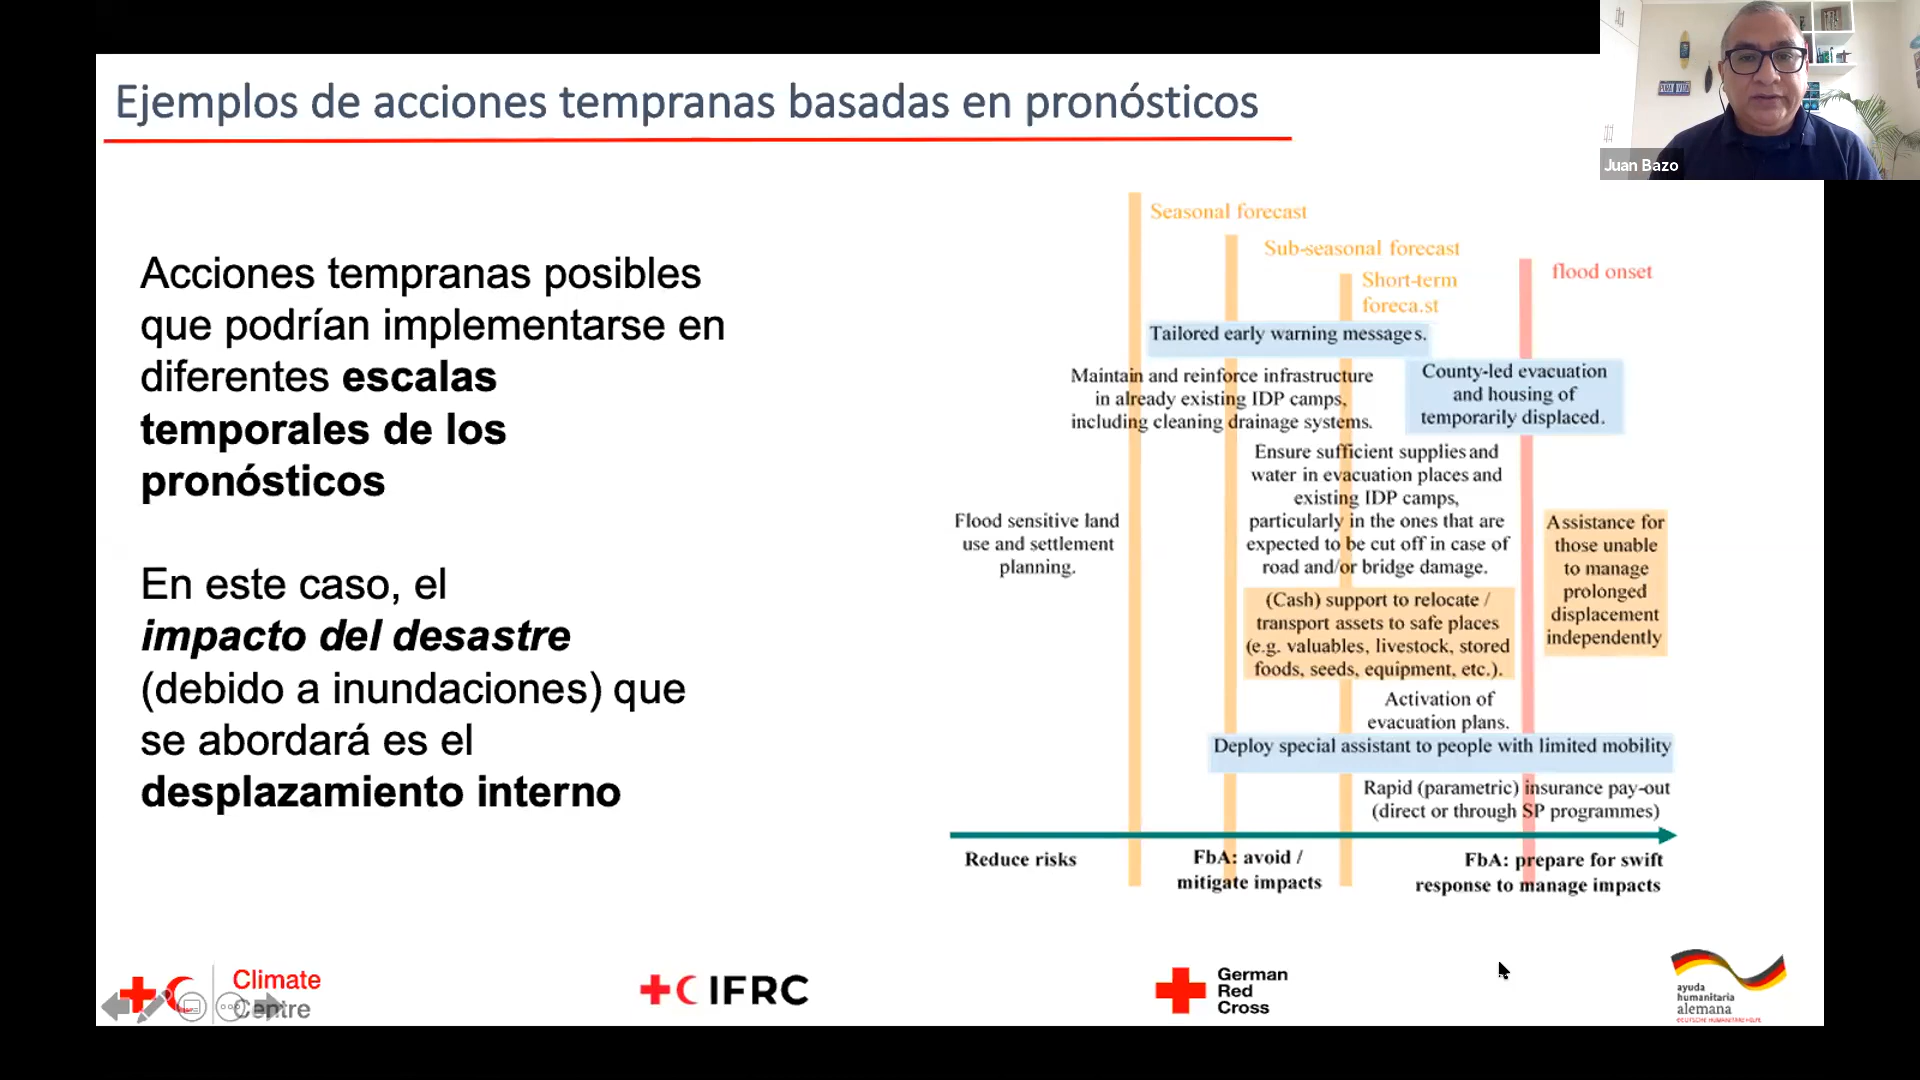 Ejemplos de acciones tempranas basadas en pronósticos
Juan Bazo
Acciones tempranas posibles
que podrían implementarse en
diferentes escalas
temporales de los
pronósticos
En este caso, el
impacto del desastre
(debido a inundaciones) que
se abordará es el
desplazamiento interno
Seasonal forecast
Sub-seasonal forecast
Short-term
foreca.st
flood onset
Tailored early warning messages.
Maintain and reinforce infrastructure
in already existing IDP camps,
including cleaning drainage systems.
County-led evacuation
and housing of
temporarily displaced.
Ensure sufficient supplies and
water in evacuation places and
existing IDP camps,
particularly in the ones that are
expected to be cut off in case of
road and/or bridge damage.
Flood sensitive land
use and settlement
planning.
Assistance for
those unable
to manage
prolonged
displacement
independently
(Cash) support to relocate /
transport assets to safe places
(e.g. valuables, livestock, stored
foods, seeds, equipment, etc.).
Activation of
evacuation plans.
Deploy special assistant to people with limited mobility
Rapid (parametric) insurance pay-out
(direct or through SP programmes)
Reduce risks
FbA: avoid /
mitigate impacts
FbA: prepare for swift
response to manage impacts
Climate
Centre
IFRC
German
Red
Cross
ayuda
humanitaria
alemana
DEUTSCHE HUMANITÄRE HILFE